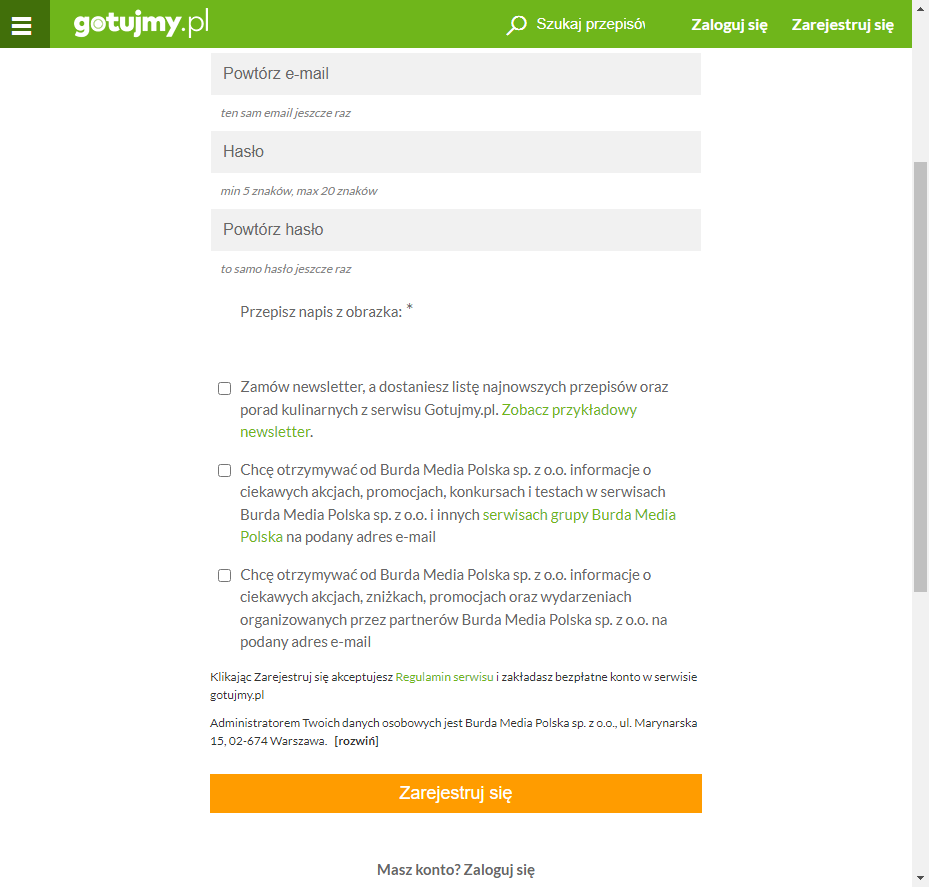 gotujmy.pl
Szukaj przepisów
Zaloguj się
Zarejestruj się
Powtórz e-mail
ten sam email jeszcze raz
Hasło
min 5 znaków, max 20 znaków
Powtórz hasło
to samo hasło jeszcze raz
Przepisz napis z obrazka: *
Zamów newsletter, a dostaniesz listę najnowszych przepisów oraz
porad kulinarnych z serwisu Gotujmy.pl. Zobacz przykładowy
newsletter.
Chcę otrzymywać od Burda Media Polska sp. z o.o. informacje o
ciekawych akcjach, promocjach, konkursach i testach w serwisach
Burda Media Polska sp. z o.o. i innych serwisach grupy Burda Media
Polska na podany adres e-mail
Chcę otrzymywać od Burda Media Polska sp. z o.o. informacje o
ciekawych akcjach, zniżkach, promocjach oraz wydarzeniach
organizowanych przez partnerów Burda Media Polska sp. z o.o. na
podany adres e-mail
Klikając Zarejestruj się akceptujesz Regulamin serwisu i zakładasz bezpłatne konto w serwisie
gotujmy.pl
Administratorem Twoich danych osobowych jest Burda Media Polska sp. z o.o., ul. Marynarska
15, 02-674 Warszawa. [rozwiń]
Zarejestruj się
Masz konto? Zaloguj się